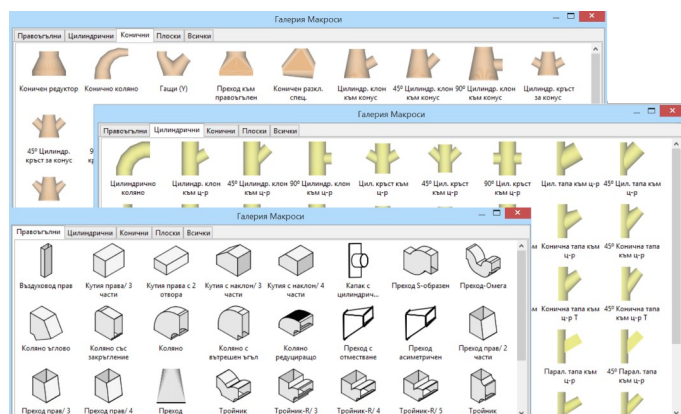 Галерия Макроси
Правоъгълни Цилиндрични Конични Плоски Всички
Коничен редуктор Конично коляно Гащи (Y) Преход към Коничен разкл. Цилиндр. клон 45º Цилиндр. клон 90º Цилиндр. клон Цилиндр. кръст
правоъгълен спец. към конус към конус към конус за конус
45º Цилиндр.
кръст за конус
Галерия Макроси
Правоъгълни Цилиндрични Конични Плоски Всички
Цилиндрично Цилиндр. клон 45º Цилиндр. клон 90º Цилиндр. клон Цил. кръст към 45º Цил. кръст 90º Цил. кръст Цил. тапа към ц-р 45º Цил. тапа към
коляно към ц-р към ц-р към ц-р ц-р към ц-р към ц-р ц-р
Конична тапа към 45º Конична тапа
ц-р към ц-р
Конична тапа към 45º Конична тапа
ц-р T към ц-р T
Парал. тапа към 45º Парал. тапа
ц-р към ц-р
Галерия Макроси
Правоъгълни Цилиндрични Конични Плоски Всички
Въздуховод прав Кутия права/ 3 Кутия права с 2 Кутия с наклон/ 3 Кутия с наклон/ 4 Капак с Преход S-образен Преход-Омега
части отвора части части цилиндрич...
Коляно ъглово Коляно със Коляно Коляно с Коляно Преход с Преход Преход прав/ 2
закръгление вътрешен ъгъл редуциращо отместване асиметричен части
Преход прав/ 3 Преход прав/ 4 Преход Тройник Тройник-R/ 3 Тройник-R/ 4 Тройник-R/ 5 Тройник